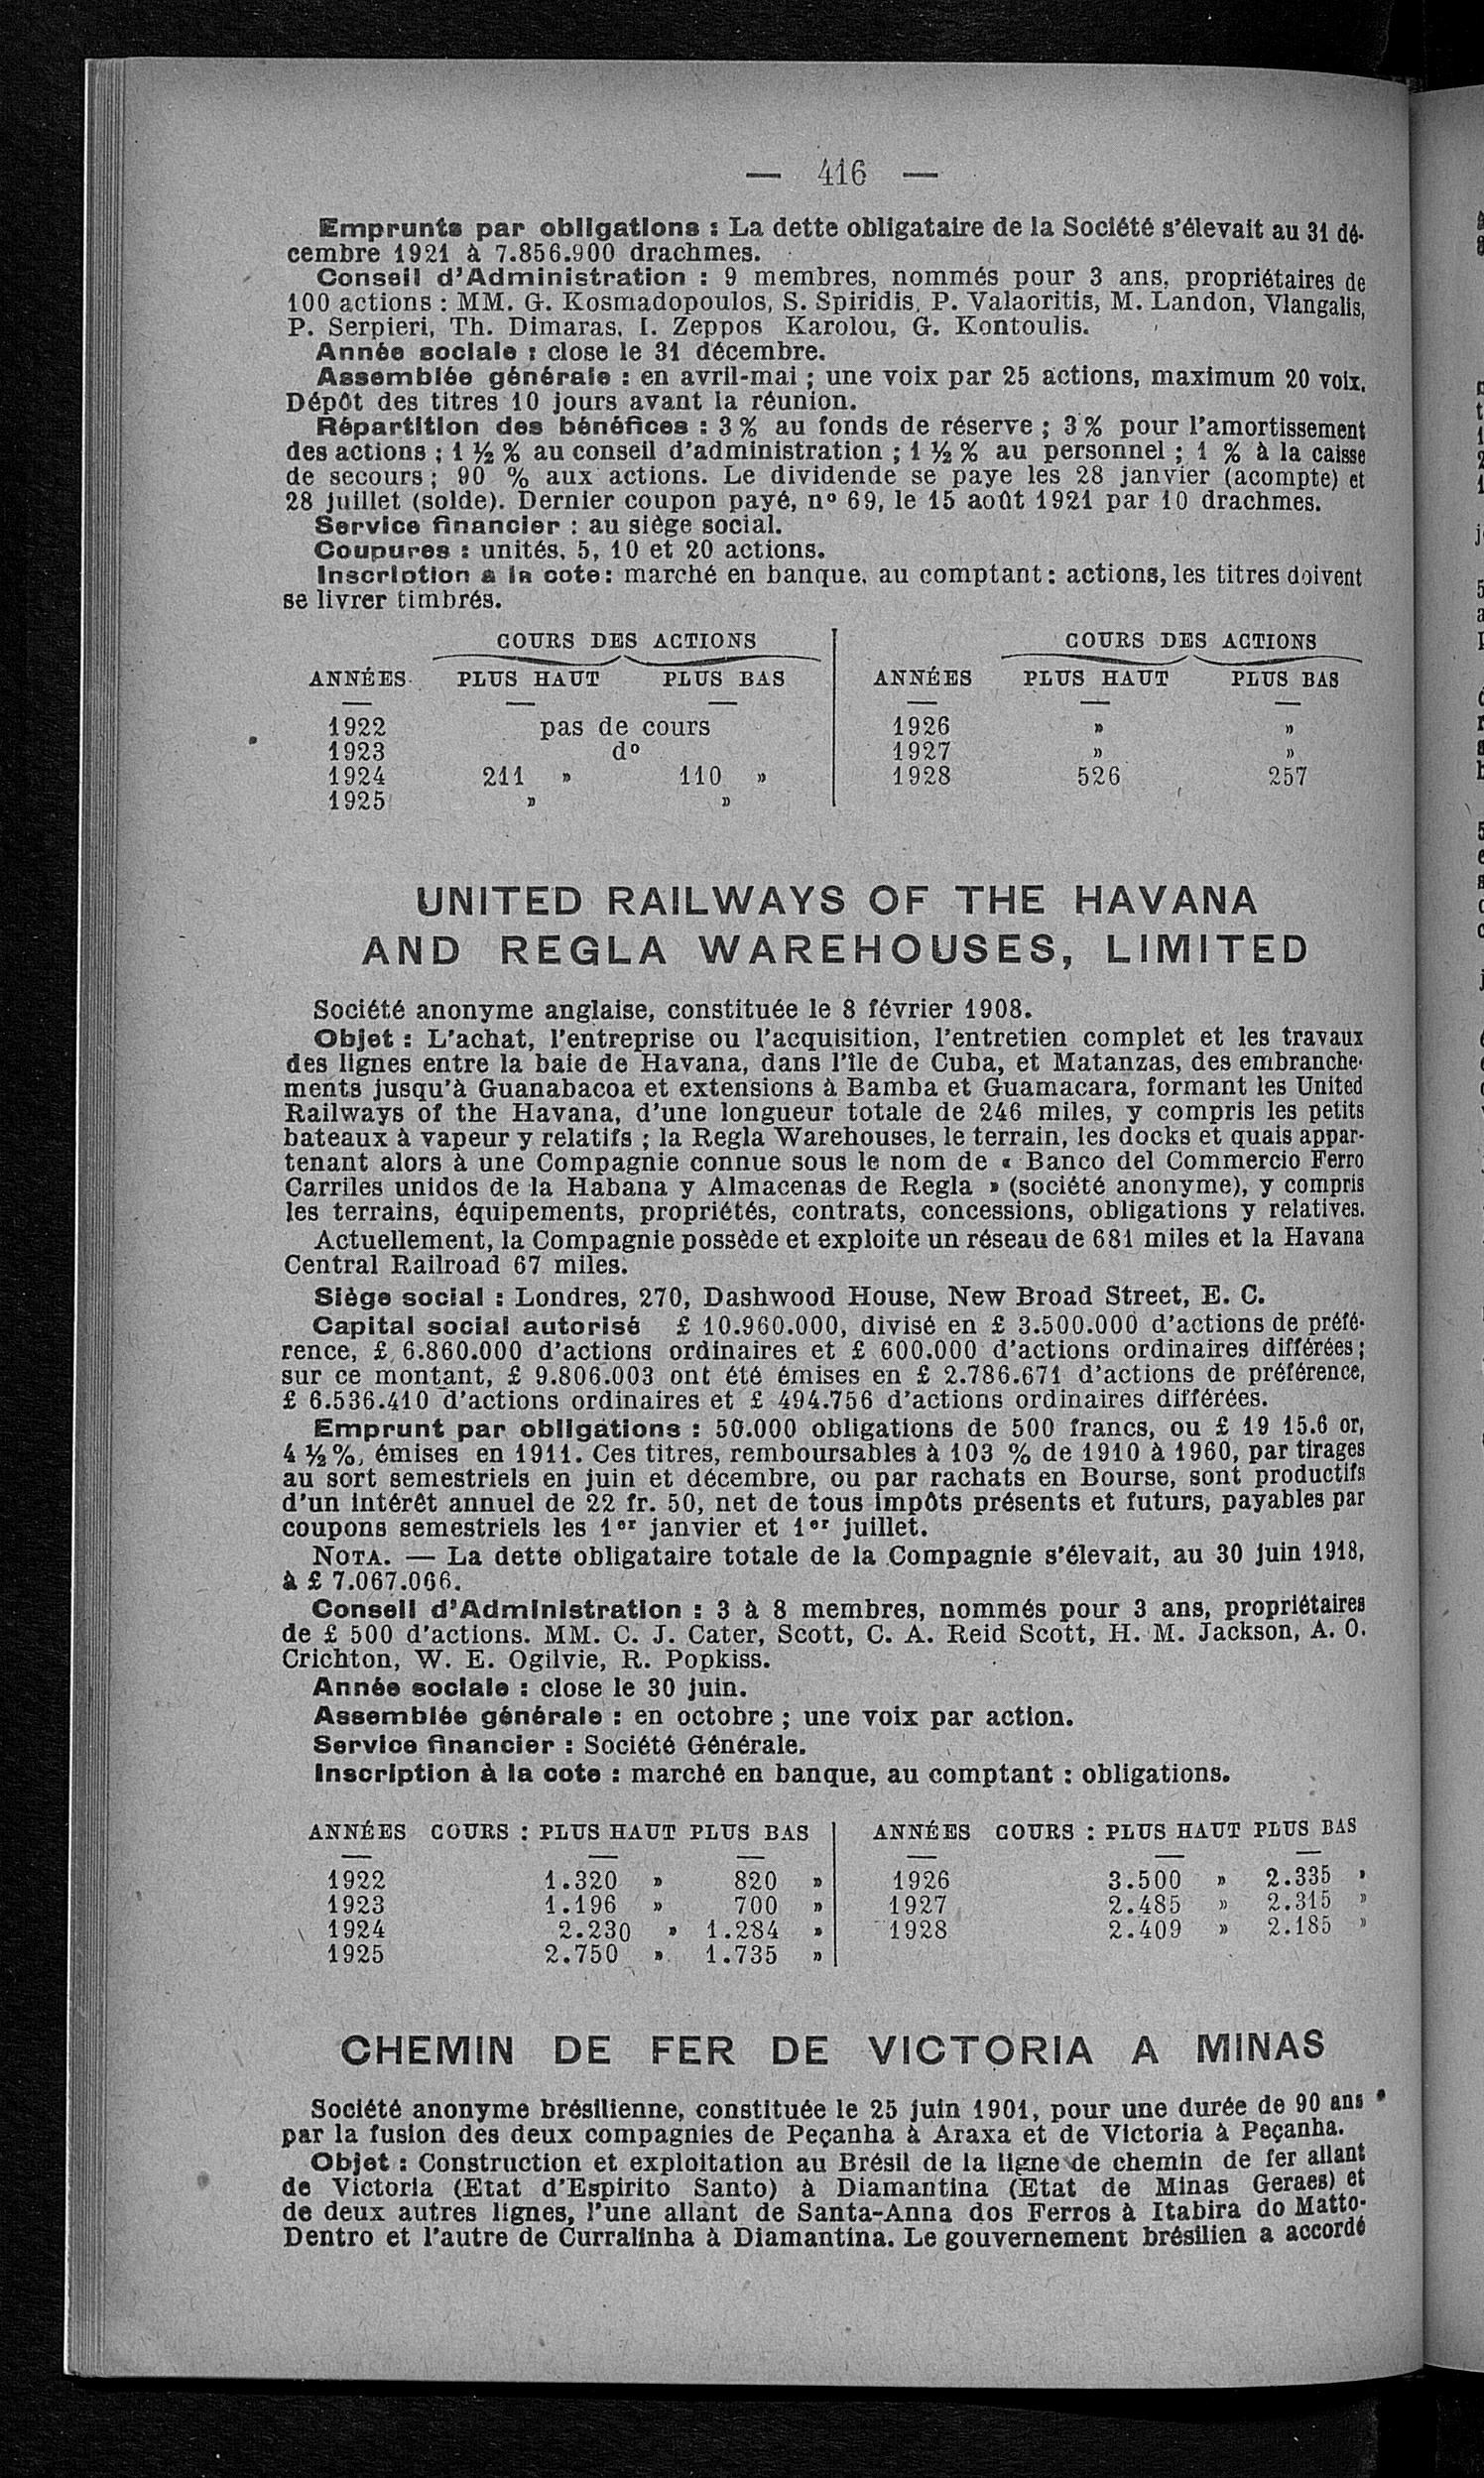 — 416 —
Emprunts par obligations : La dette obligataire de la Société s'élevait au 31 dé-
cembre 1921 à 7.856.900 drachmes.
Conseil d'Administration : 9 membres, nommés pour 3 ans, propriétaires de
100 actions : MM. G. Kosmadopoulos, S. Spiridis, P. Valaoritis, M. Landon, Vlangalis,
P. Serpieri, Th. Dimaras, I. Zeppos Karolou, G. Kontoulis.
Année sociale : close le 31 décembre.
Assemblée générale : en avril-mai ; une voix par 25 actions, maximum 20 voix.
Dépôt des titres 10 jours avant la réunion.
Répartition des bénéfices : 3 % au fonds de réserve ; 3 % pour l'amortissement
des actions ; 1 ½ % au conseil d'administration ; 1 ½ % au personnel ; 1 % à la caisse
de secours ; 90 % aux actions. Le dividende se paye les 28 janvier (acompte) et
28 juillet (solde). Dernier coupon payé, nº 69, le 15 août 1921 par 10 drachmes.
Service financier : au siège social.
Coupures : unités, 5, 10 et 20 actions.
Inscription a la cote : marché en banque, au comptant : actions, les titres doivent
se livrer timbrés.
COURS DES ACTIONS COURS DES ACTIONS
ANNÉES PLUS HAUT PLUS BAS ANNÉES PLUS HAUT PLUS BAS
1922 pas de cours 1926 » »
1923 dº 1927 » »
1924 211 » 110 » 1928 526 257
1925 » »
UNITED RAILWAYS OF THE HAVANA
AND REGLA WAREHOUSES, LIMITED
Société anonyme anglaise, constituée le 8 février 1908.
Objet : L'achat, l'entreprise ou l'acquisition, l'entretien complet et les travaux
des lignes entre la baie de Havana, dans l'île de Cuba, et Matanzas, des embranche-
ments jusqu'à Guanabacoa et extensions à Bamba et Guamacara, formant les United
Railways of the Havana, d'une longueur totale de 246 miles, y compris les petits
bateaux à vapeur y relatifs ; la Regla Warehouses, le terrain, les docks et quais appar-
tenant alors à une Compagnie connue sous le nom de « Banco del Commercio Ferro
Carriles unidos de la Habana y Almacenas de Regla » (société anonyme), y compris
les terrains, équipements, propriétés, contrats, concessions, obligations y relatives.
Actuellement, la Compagnie possède et exploite un réseau de 681 miles et la Havana
Central Railroad 67 miles.
Siège social : Londres, 270, Dashwood House, New Broad Street, E. C.
Capital social autorisé £ 10.960.000, divisé en £ 3.500.000 d'actions de préfé-
rence, £ 6.860.000 d'actions ordinaires et £ 600.000 d'actions ordinaires différées ;
sur ce montant, £ 9.806.003 ont été émises en £ 2.786.671 d'actions de préférence,
£ 6.536.410 d'actions ordinaires et £ 494.756 d'actions ordinaires différées.
Emprunt par obligations : 50.000 obligations de 500 francs, ou £ 19 15.6 or,
4 ½ %, émises en 1911. Ces titres, remboursables à 103 % de 1910 à 1960, par tirages
au sort semestriels en juin et décembre, ou par rachats en Bourse, sont productifs
d'un intérêt annuel de 22 fr. 50, net de tous impôts présents et futurs, payables par
coupons semestriels les 1er janvier et 1er juillet.
NOTA. — La dette obligataire totale de la Compagnie s'élevait, au 30 juin 1918,
à £ 7.067.066.
Conseil d'Administration : 3 à 8 membres, nommés pour 3 ans, propriétaires
de £ 500 d'actions. MM. C. J. Cater, Scott, C. A. Reid Scott, H. M. Jackson, A. O.
Crichton, W. E. Ogilvie, R. Popkiss.
Année sociale : close le 30 juin.
Assemblée générale : en octobre ; une voix par action.
Service financier : Société Générale.
Inscription à la cote : marché en banque, au comptant : obligations.
ANNÉES COURS : PLUS HAUT PLUS BAS ANNÉES COURS : PLUS HAUT PLUS BAS
1922 1.320 » 820 » 1926 3.500 » 2.335 »
1923 1.196 » 700 » 1927 2.485 » 2.315 »
1924 2.230 » 1.284 » 1928 2.409 » 2.185 »
1925 2.750 » 1.735 »
CHEMIN DE FER DE VICTORIA A MINAS
Société anonyme brésilienne, constituée le 25 juin 1901, pour une durée de 90 ans
par la fusion des deux compagnies de Peçanha à Araxa et de Victoria à Peçanha.
Objet : Construction et exploitation au Brésil de la ligne de chemin de fer allant
de Victoria (Etat d'Espirito Santo) à Diamantina (Etat de Minas Geraes) et
de deux autres lignes, l'une allant de Santa-Anna dos Ferros à Itabira do Matto-
Dentro et l'autre de Curralinha à Diamantina. Le gouvernement brésilien a accordé